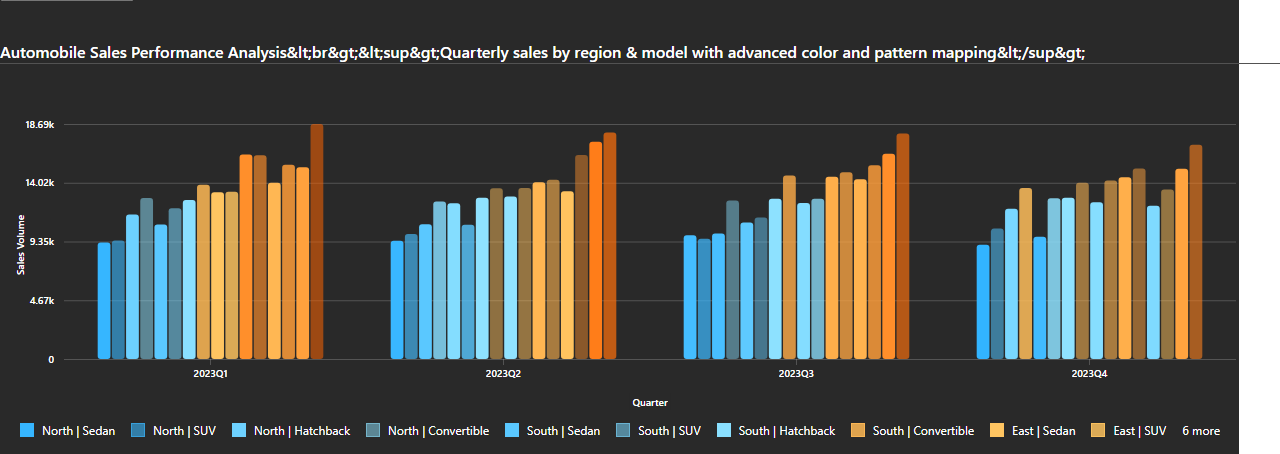 Automobile Sales Performance Analysis&lt;br&gt;&lt;sup&gt;Quarterly sales by region & model with advanced color and pattern mapping&lt;/sup&gt;
18.69k
14.02k
9.35k
4.67k
0
Sales Volume
2023Q1 2023Q2 2023Q3 2023Q4
Quarter
North | Sedan North | SUV North | Hatchback North | Convertible South | Sedan South | SUV South | Hatchback South | Convertible East | Sedan East | SUV 6 more